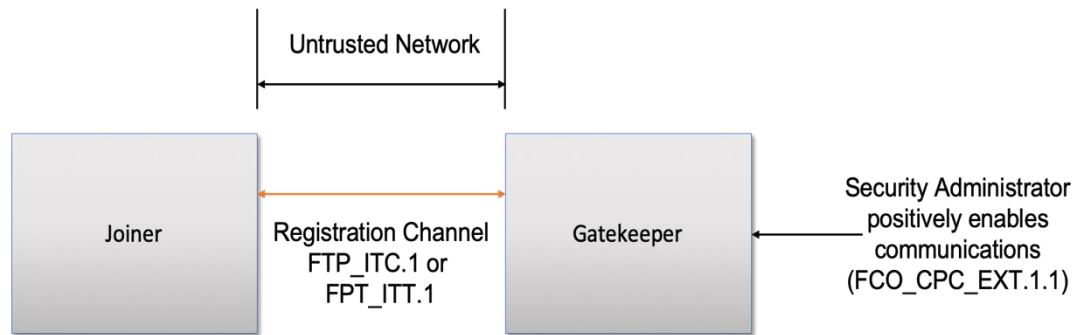 Untrusted Network
Joiner
Registration Channel
FTP_ITC.1 or
FPT_ITT.1
Gatekeeper
Security Administrator
positively enables
communications
(FCO_CPC_EXT.1.1)